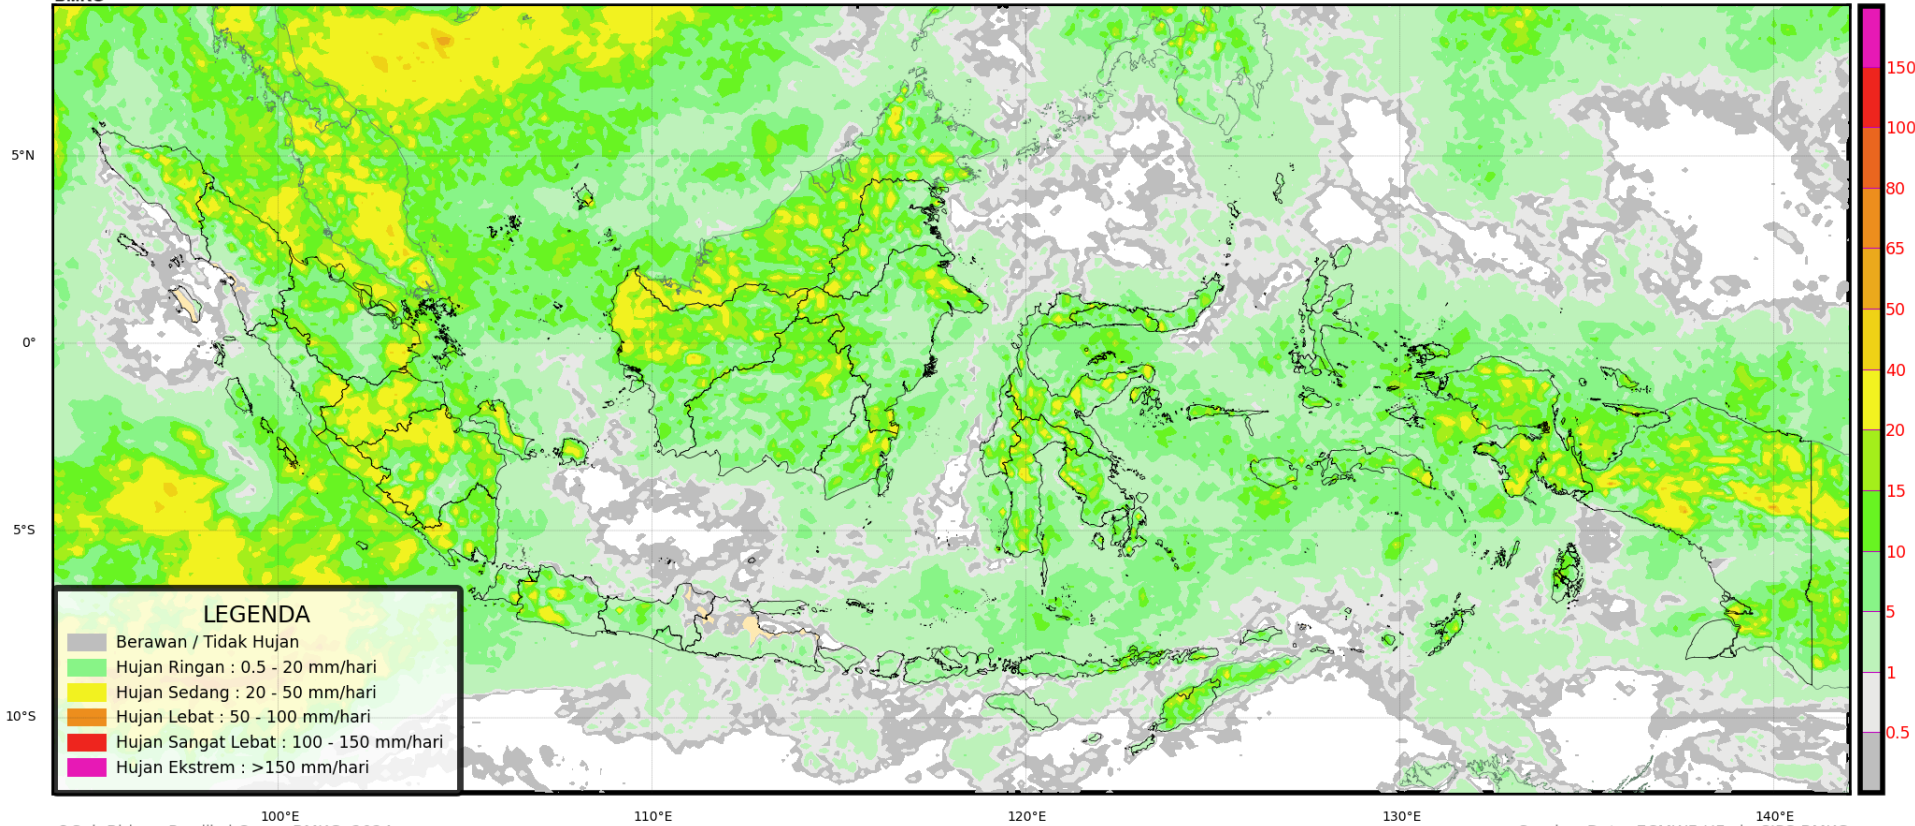 5°N
0°
5°S
10°S
100°E
110°E
120°E
130°E
140°E
LEGENDA
Berawan / Tidak Hujan
Hujan Ringan : 0.5 - 20 mm/hari
Hujan Sedang : 20 - 50 mm/hari
Hujan Lebat : 50 - 100 mm/hari
Hujan Sangat Lebat : 100 - 150 mm/hari
Hujan Ekstrem : >150 mm/hari
150
100
80
65
50
40
20
15
10
5
1
0.5